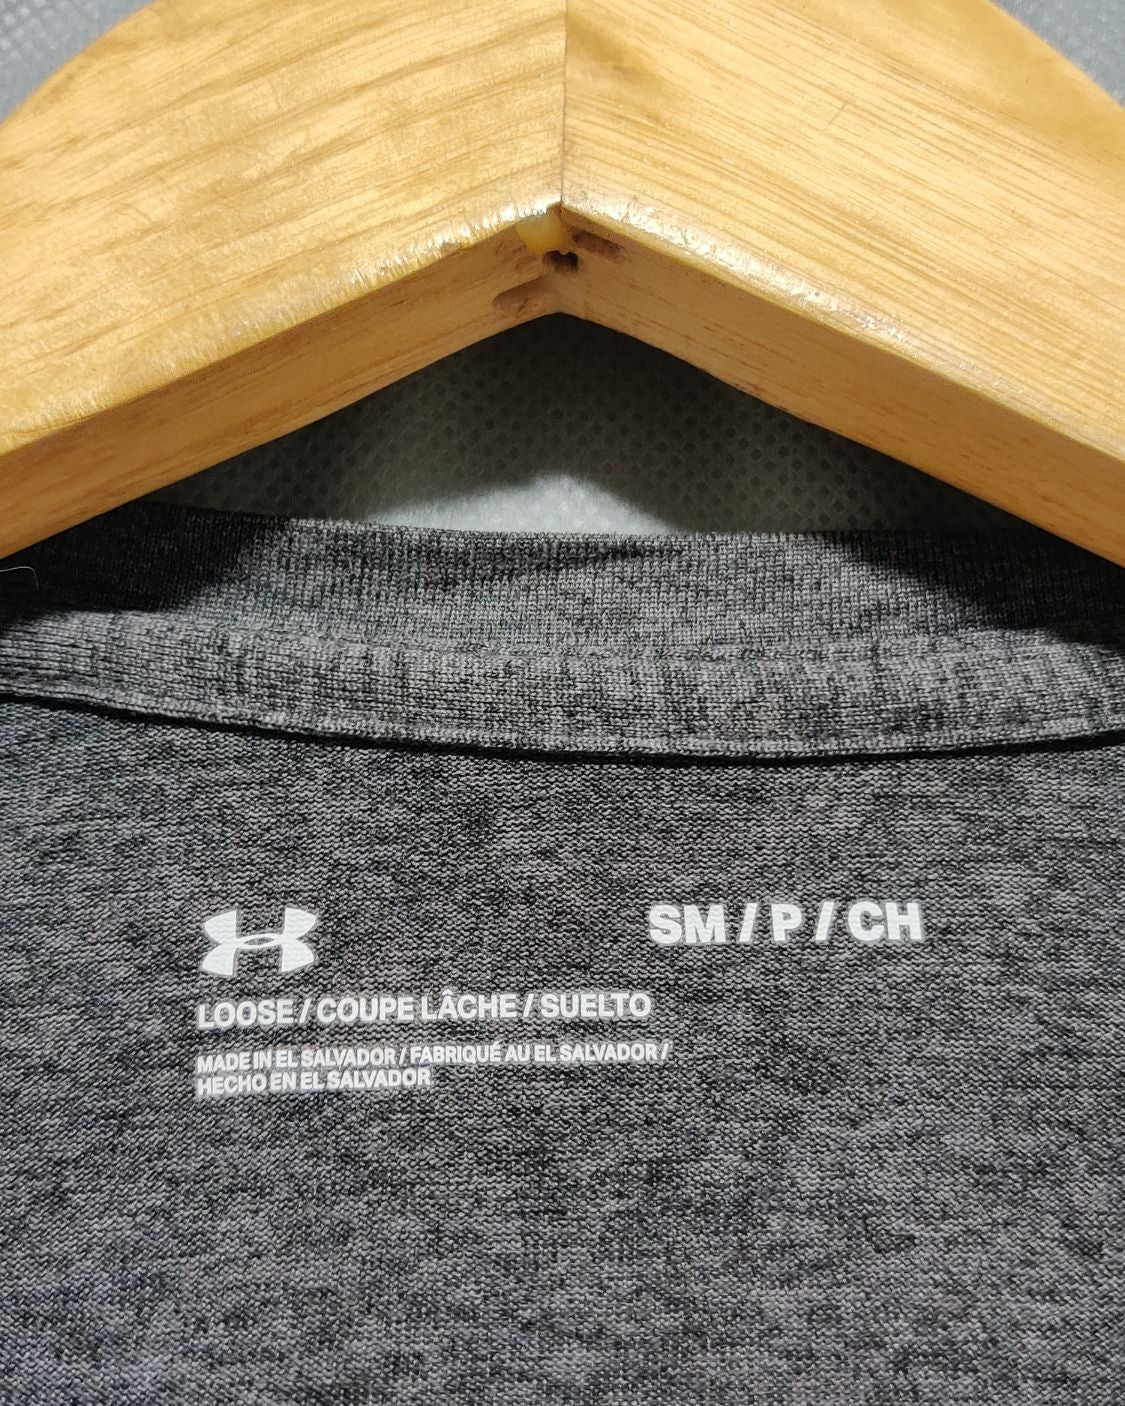 SM / P / CH
LOOSE / COUPE LÂCHE / SUELTO
MADE IN EL SALVADOR / FABRIQUÉ AU EL SALVADOR /
HECHO EN EL SALVADOR